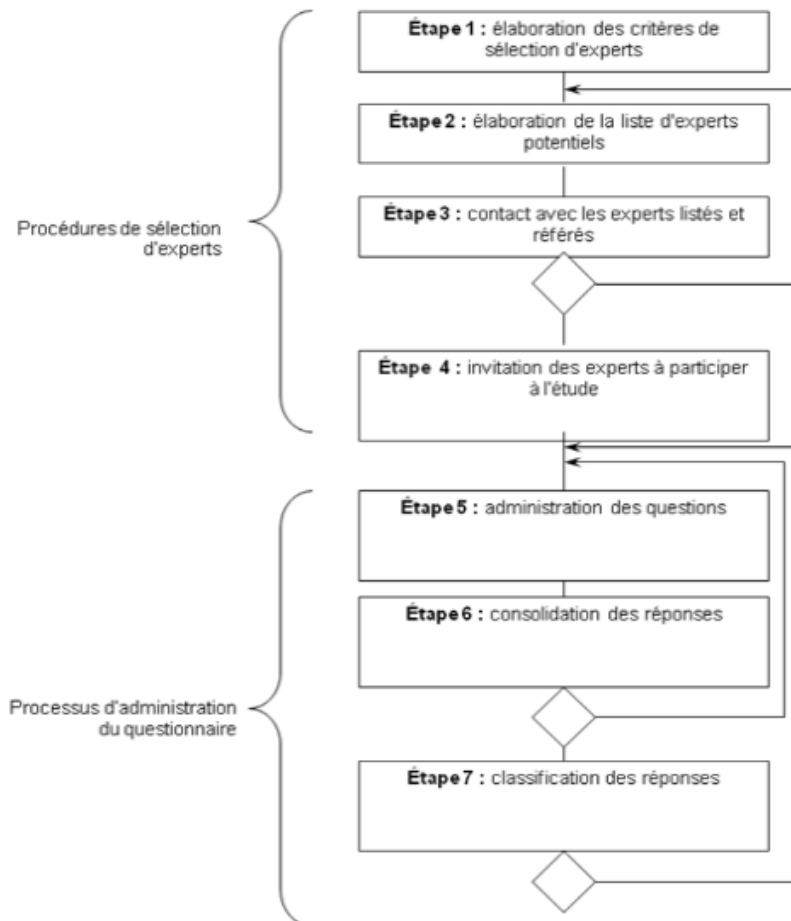 Étape 1 : élaboration des critères de
sélection d'experts
Étape 2 : élaboration de la liste d'experts
potentiels
Étape 3 : contact avec les experts listés et
référés
Procédures de sélection
d'experts
Étape 4 : invitation des experts à participer
à l'étude
Étape 5 : administration des questions
Étape 6 : consolidation des réponses
Processus d'administration
du questionnaire
Étape 7 : classification des réponses